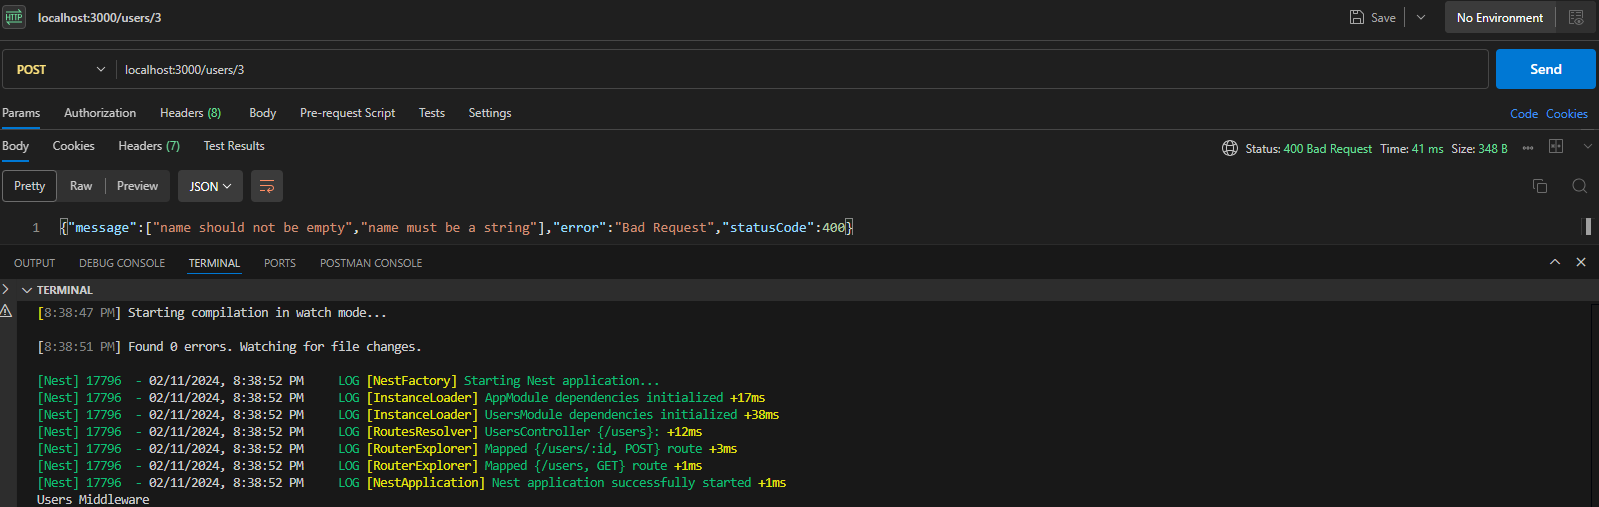 HTTP localhost:3000/users/3 Save No Environment
POST localhost:3000/users/3 Send
Params Authorization Headers (8) Body Pre-request Script Tests Settings Code Cookies
Body Cookies Headers (7) Test Results Status: 400 Bad Request Time: 41 ms Size: 348 B
Pretty Raw Preview JSON
1 {"message":["name should not be empty","name must be a string"],"error":"Bad Request","statusCode":400}
OUTPUT DEBUG CONSOLE TERMINAL PORTS POSTMAN CONSOLE
TERMINAL
[8:38:47 PM] Starting compilation in watch mode...
[8:38:51 PM] Found 0 errors. Watching for file changes.
[Nest] 17796 - 02/11/2024, 8:38:52 PM LOG [NestFactory] Starting Nest application...
[Nest] 17796 - 02/11/2024, 8:38:52 PM LOG [InstanceLoader] AppModule dependencies initialized +17ms
[Nest] 17796 - 02/11/2024, 8:38:52 PM LOG [InstanceLoader] UsersModule dependencies initialized +38ms
[Nest] 17796 - 02/11/2024, 8:38:52 PM LOG [RoutesResolver] UsersController {/users}: +12ms
[Nest] 17796 - 02/11/2024, 8:38:52 PM LOG [RouterExplorer] Mapped {/users/:id, POST} route +3ms
[Nest] 17796 - 02/11/2024, 8:38:52 PM LOG [RouterExplorer] Mapped {/users, GET} route +1ms
[Nest] 17796 - 02/11/2024, 8:38:52 PM LOG [NestApplication] Nest application successfully started +1ms
Users Middleware